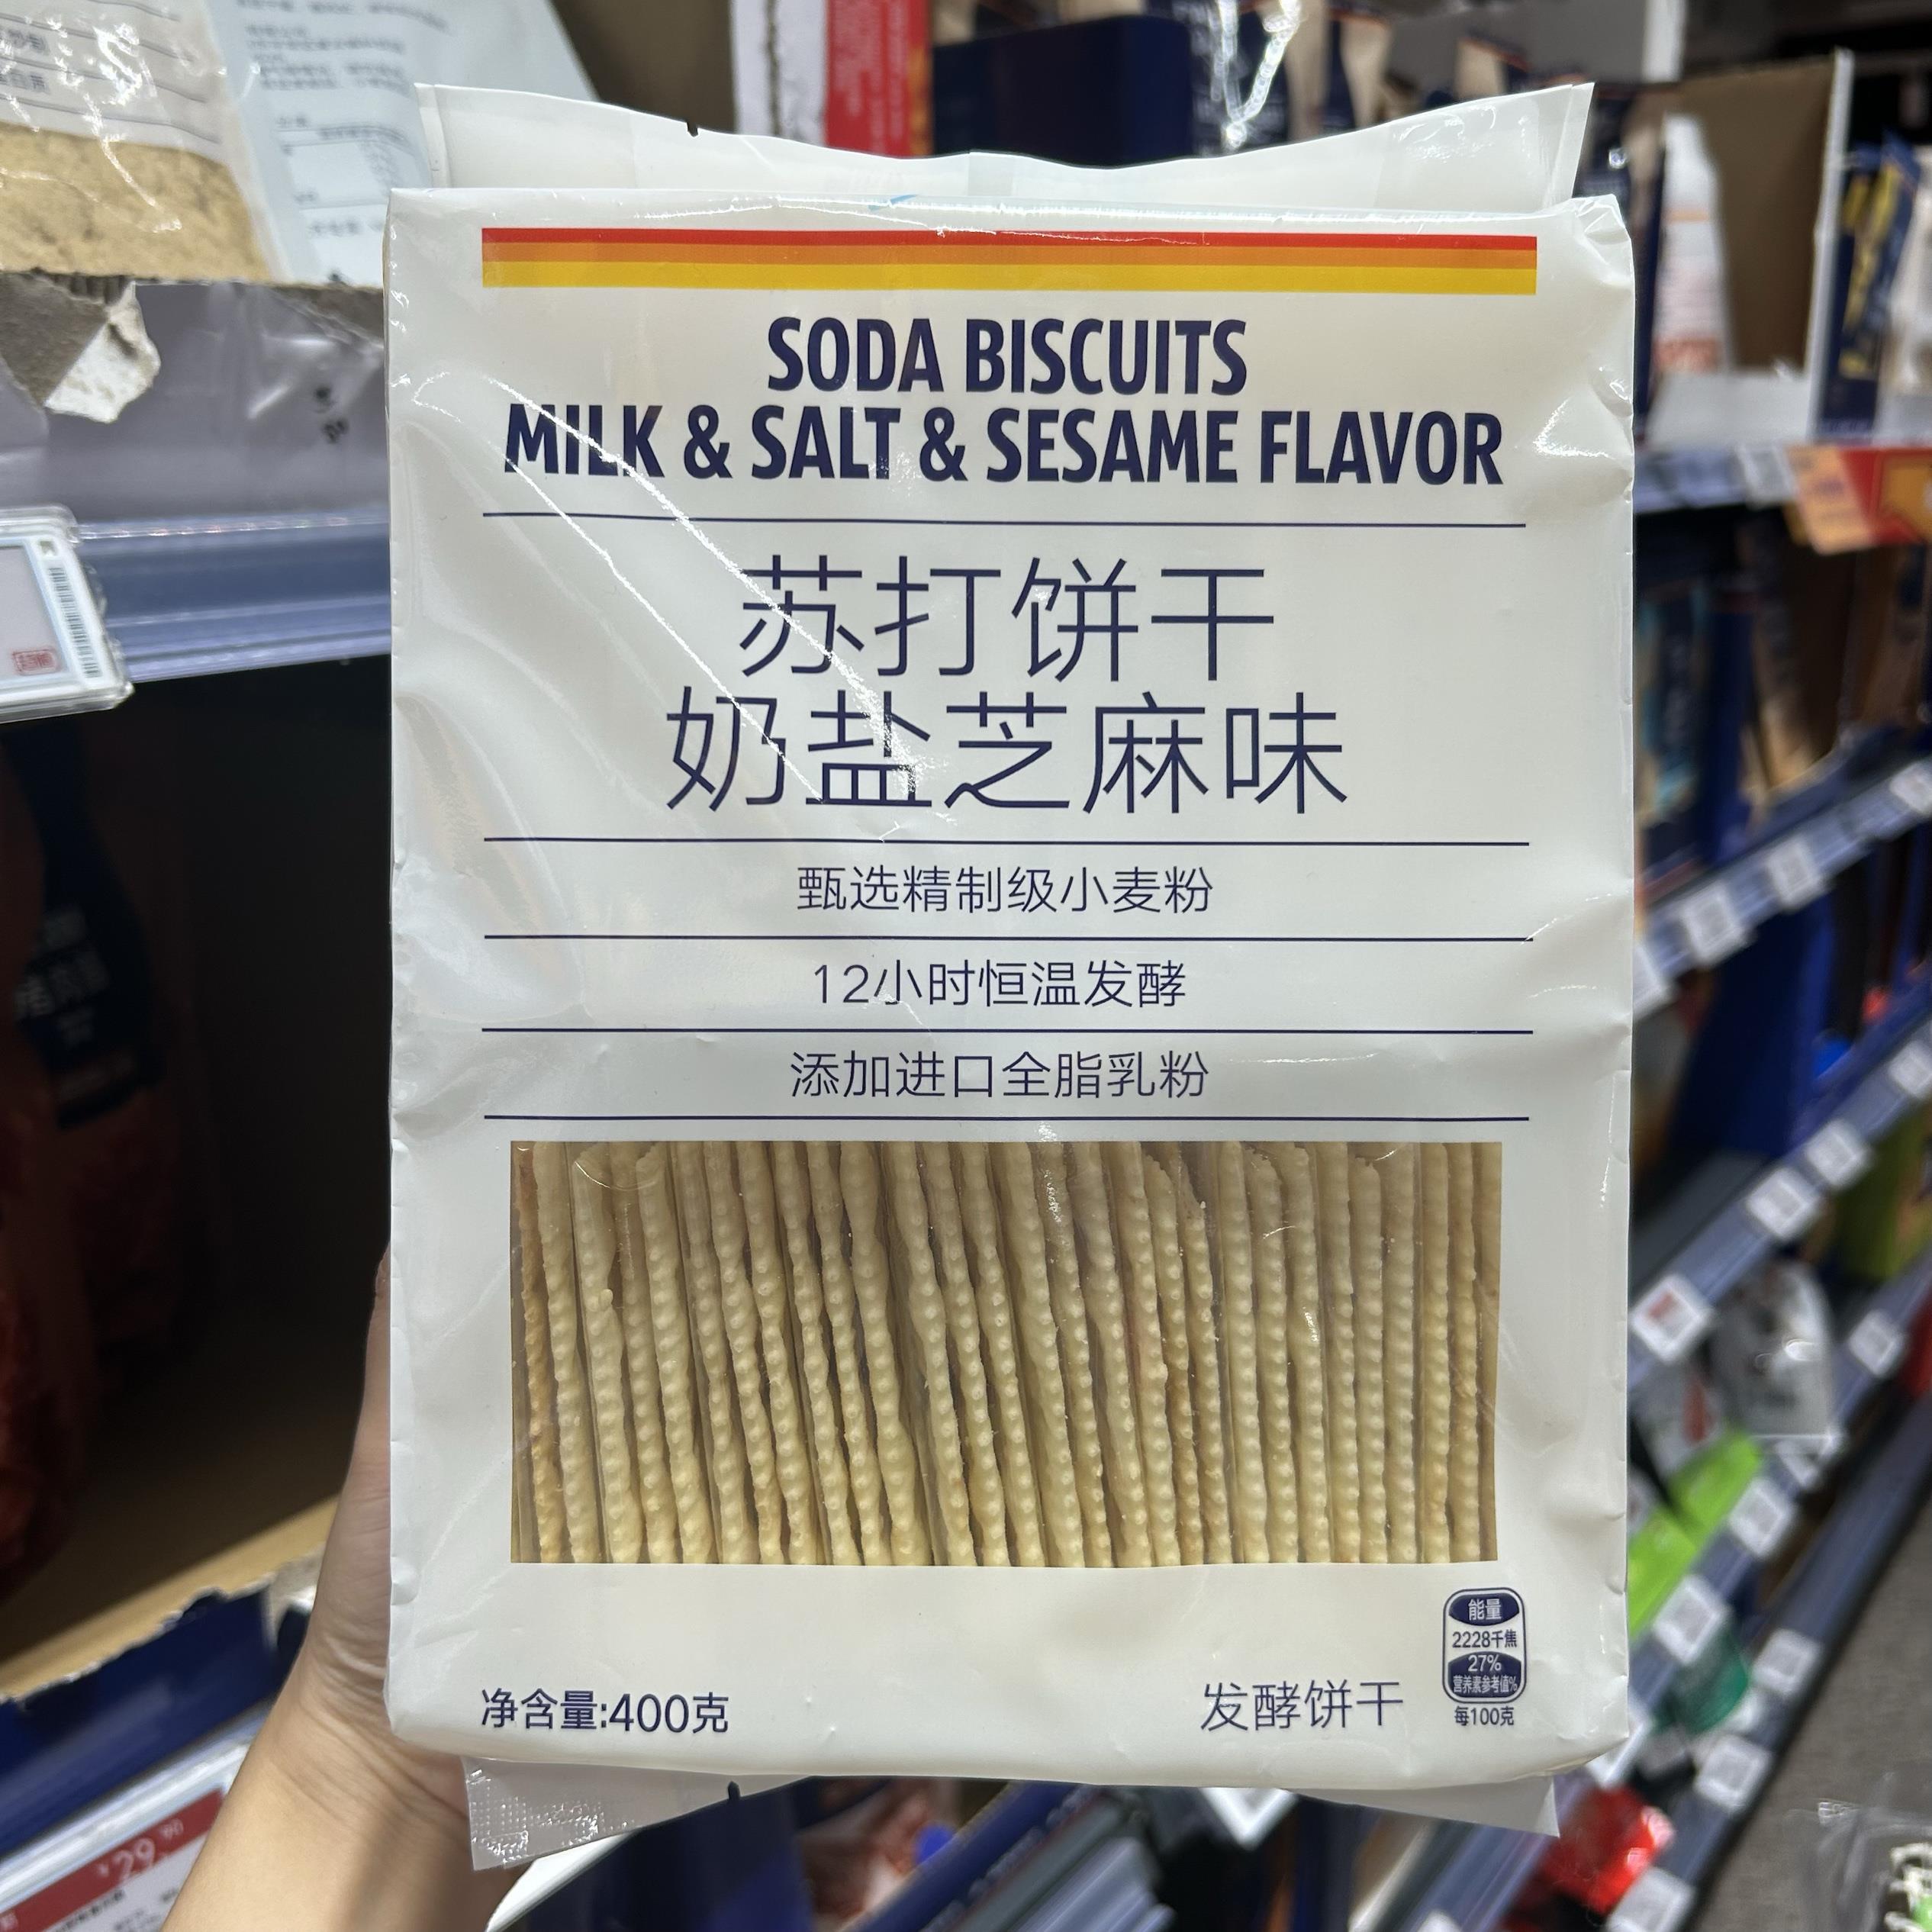 SODA BISCUITS
MILK & SALT & SESAME FLAVOR
苏打饼干
奶盐芝麻味
甄选精制级小麦粉
12小时恒温发酵
添加进口全脂乳粉
净含量:400克
发酵饼干
能量
2228千焦
27%
营养素参考值%
每100克
¥29.90